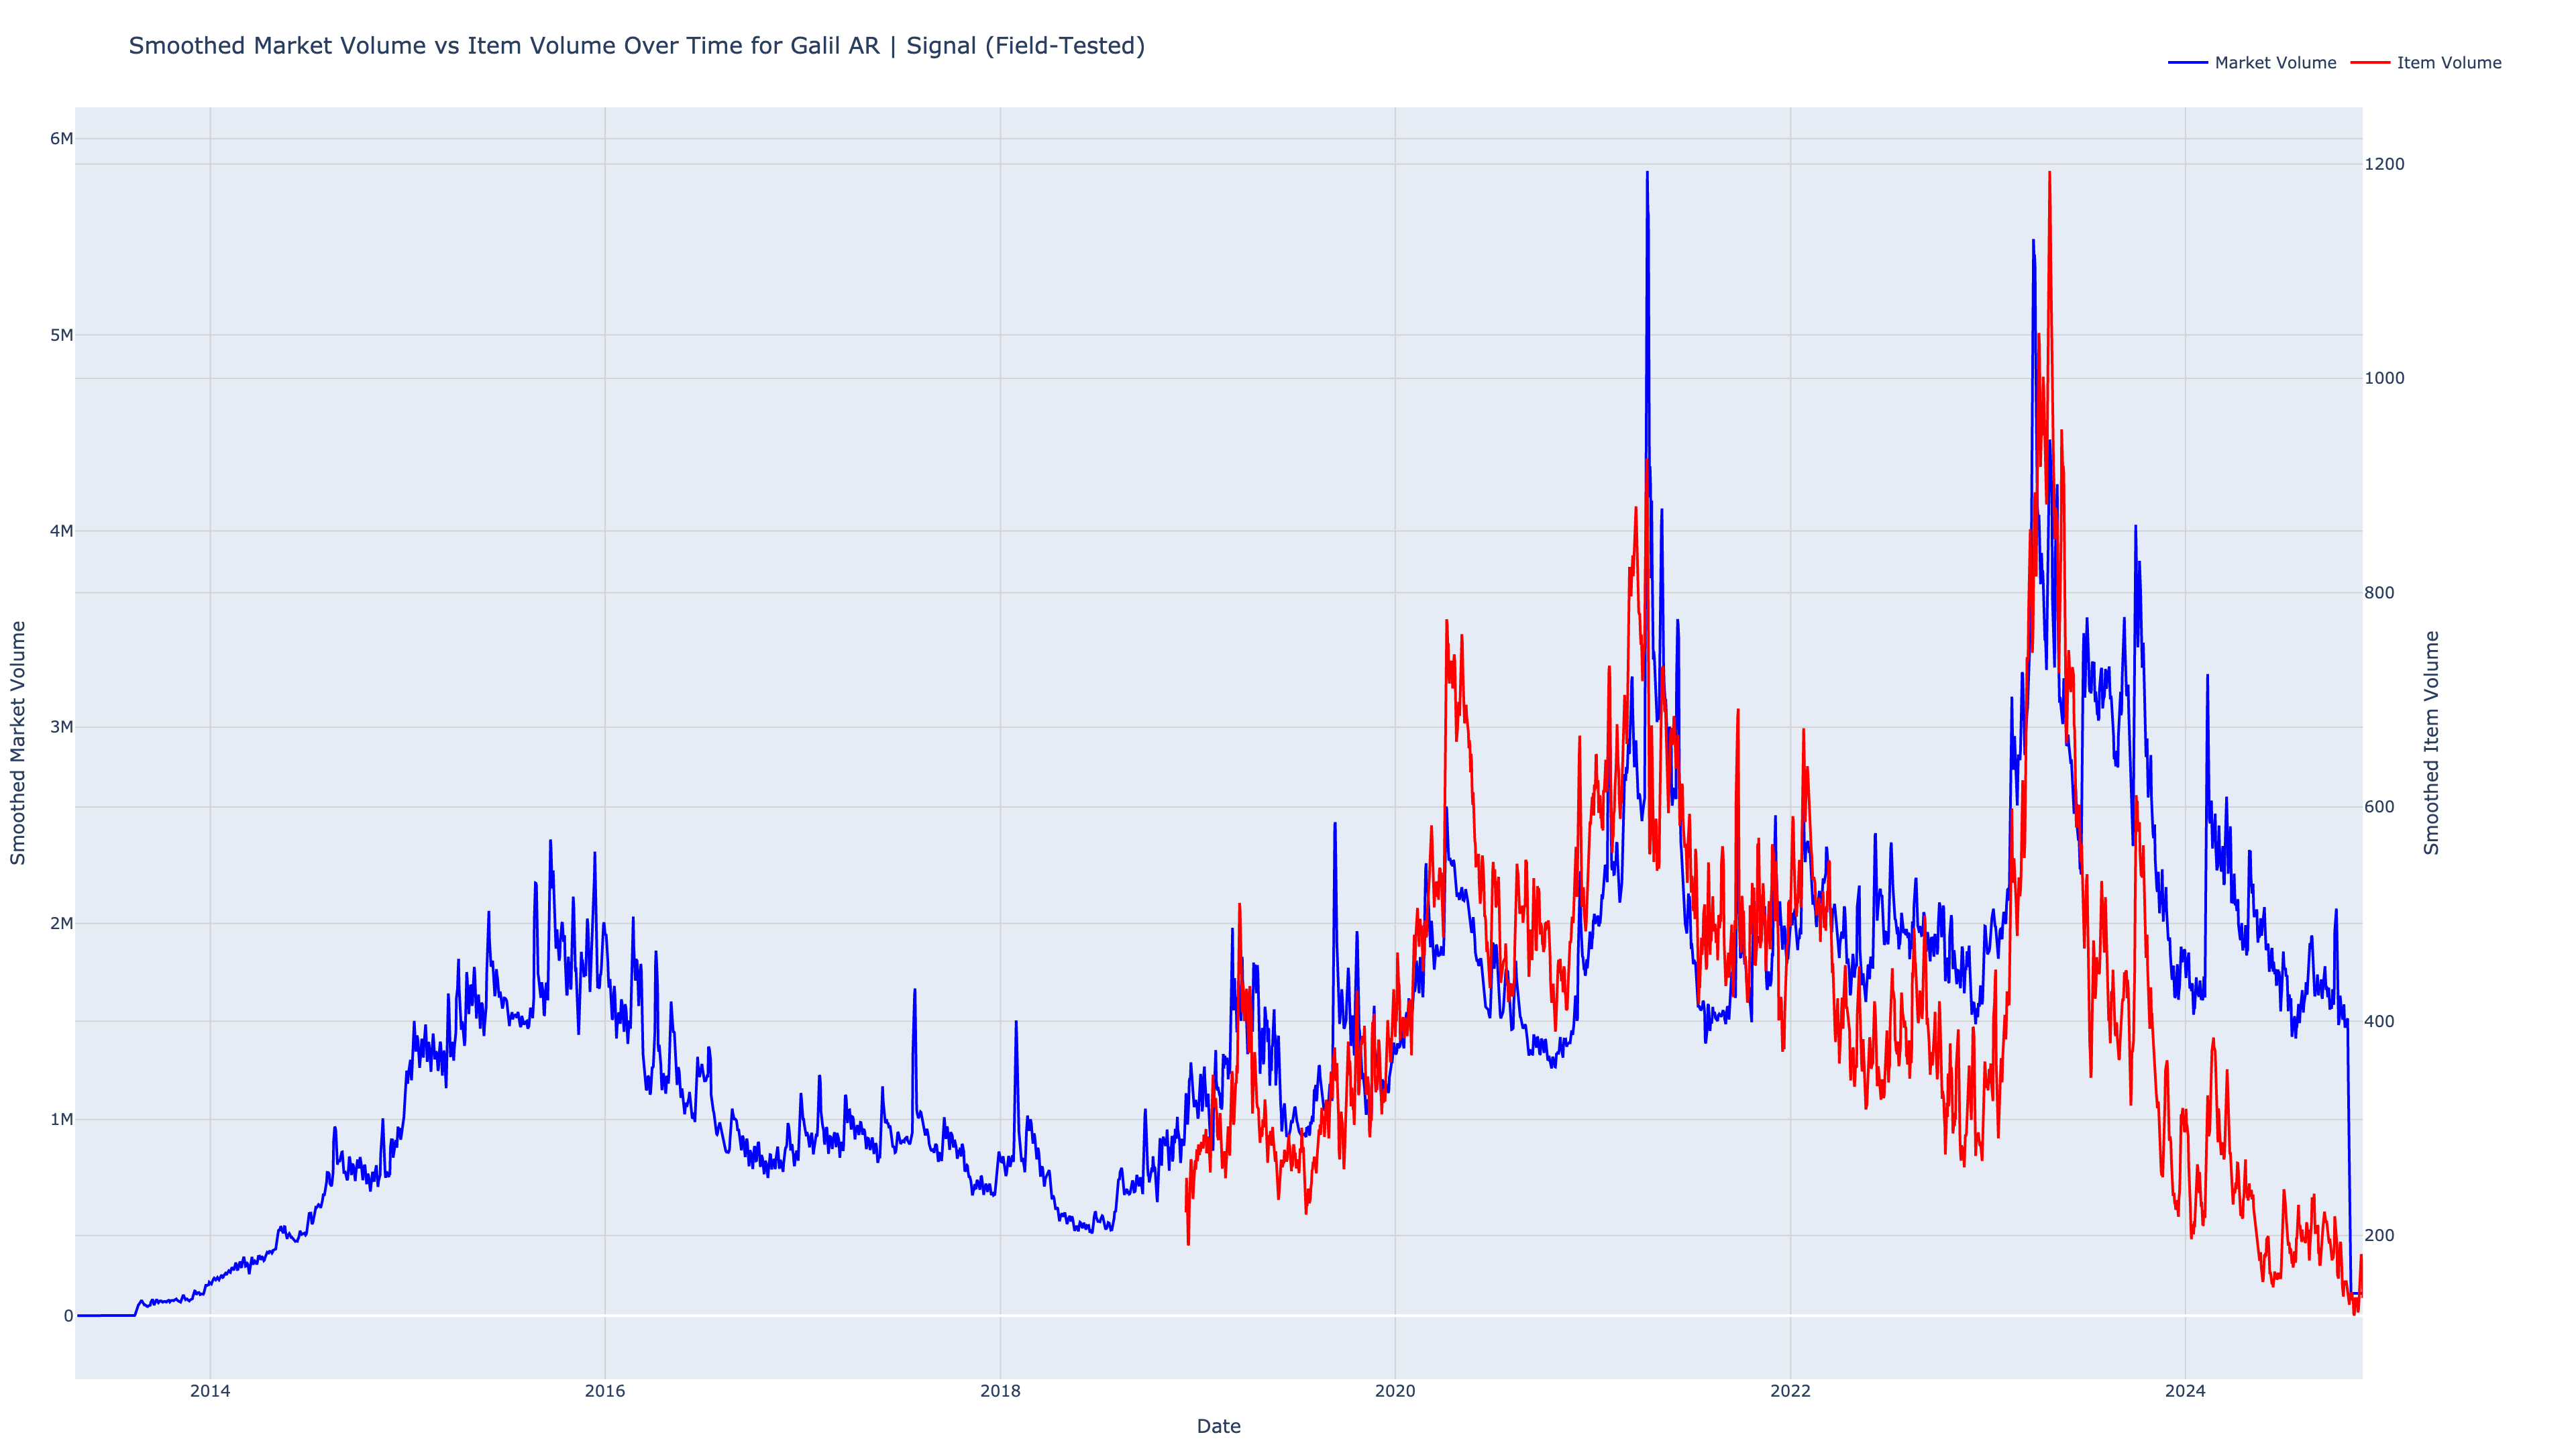 Smoothed Market Volume vs Item Volume Over Time for Galil AR | Signal (Field-Tested)
Market Volume
Item Volume
6M
5M
4M
3M
2M
1M
0
Smoothed Market Volume
1200
1000
800
600
400
200
Smoothed Item Volume
2014
2016
2018
2020
2022
2024
Date